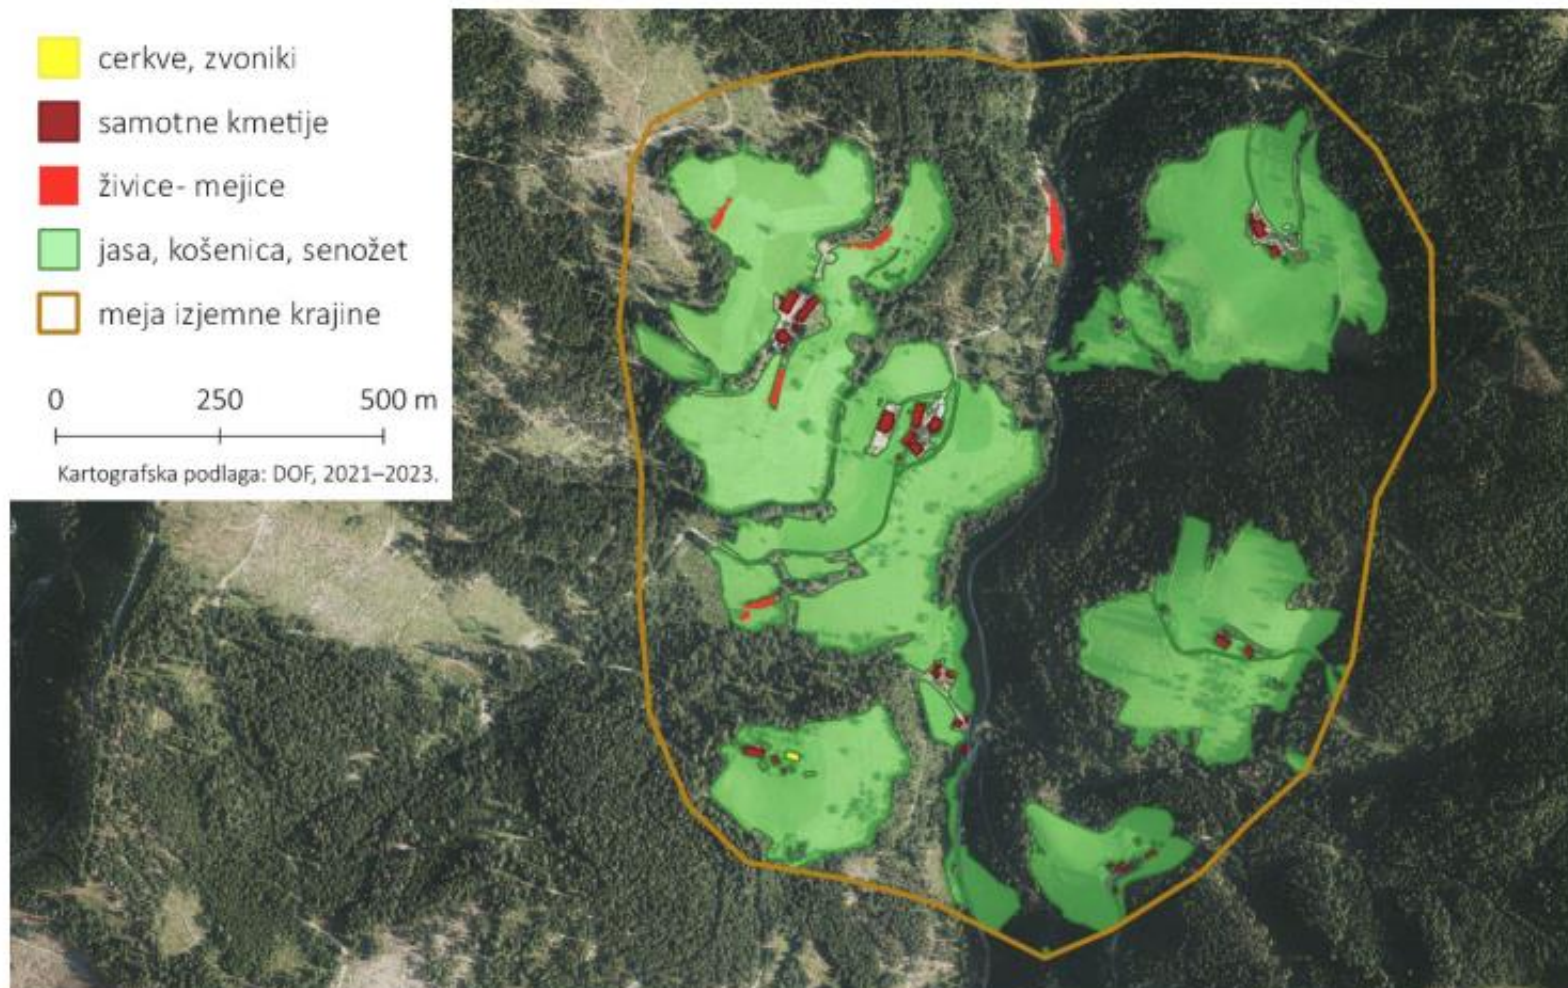 cerkve, zvoniki
samotne kmetije
živice- mejice
jasa, košenica, senožet
meja izjemne krajine
0 250 500 m
Kartografska podlaga: DOF, 2021–2023.